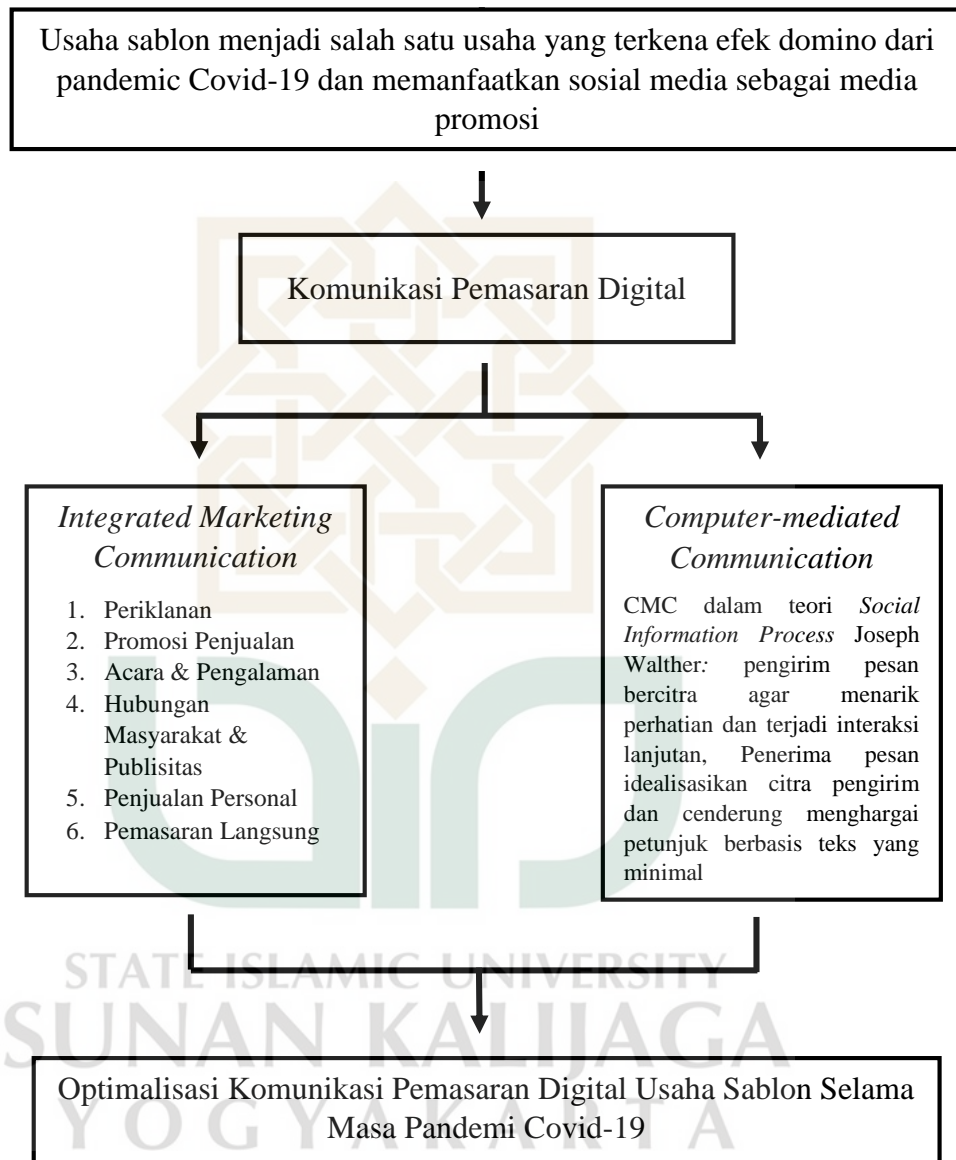 Usaha sablon menjadi salah satu usaha yang terkena efek domino dari
pandemic Covid-19 dan memanfaatkan sosial media sebagai media
promosi
Komunikasi Pemasaran Digital
Integrated Marketing
Communication
1. Periklanan
2. Promosi Penjualan
3. Acara & Pengalaman
4. Hubungan
Masyarakat &
Publisitas
5. Penjualan Personal
6. Pemasaran Langsung
Computer-mediated
Communication
CMC dalam teori Social
Information Process Joseph
Walther: pengirim pesan
bercitra agar menarik
perhatian dan terjadi interaksi
lanjutan, Penerima pesan
idealisasikan citra pengirim
dan cenderung menghargai
petunjuk berbasis teks yang
minimal
STATE ISLAMIC UNIVERSITY
SUNAN KALIJAGA
YOGYAKARTA
Optimalisasi Komunikasi Pemasaran Digital Usaha Sablon Selama
Masa Pandemi Covid-19